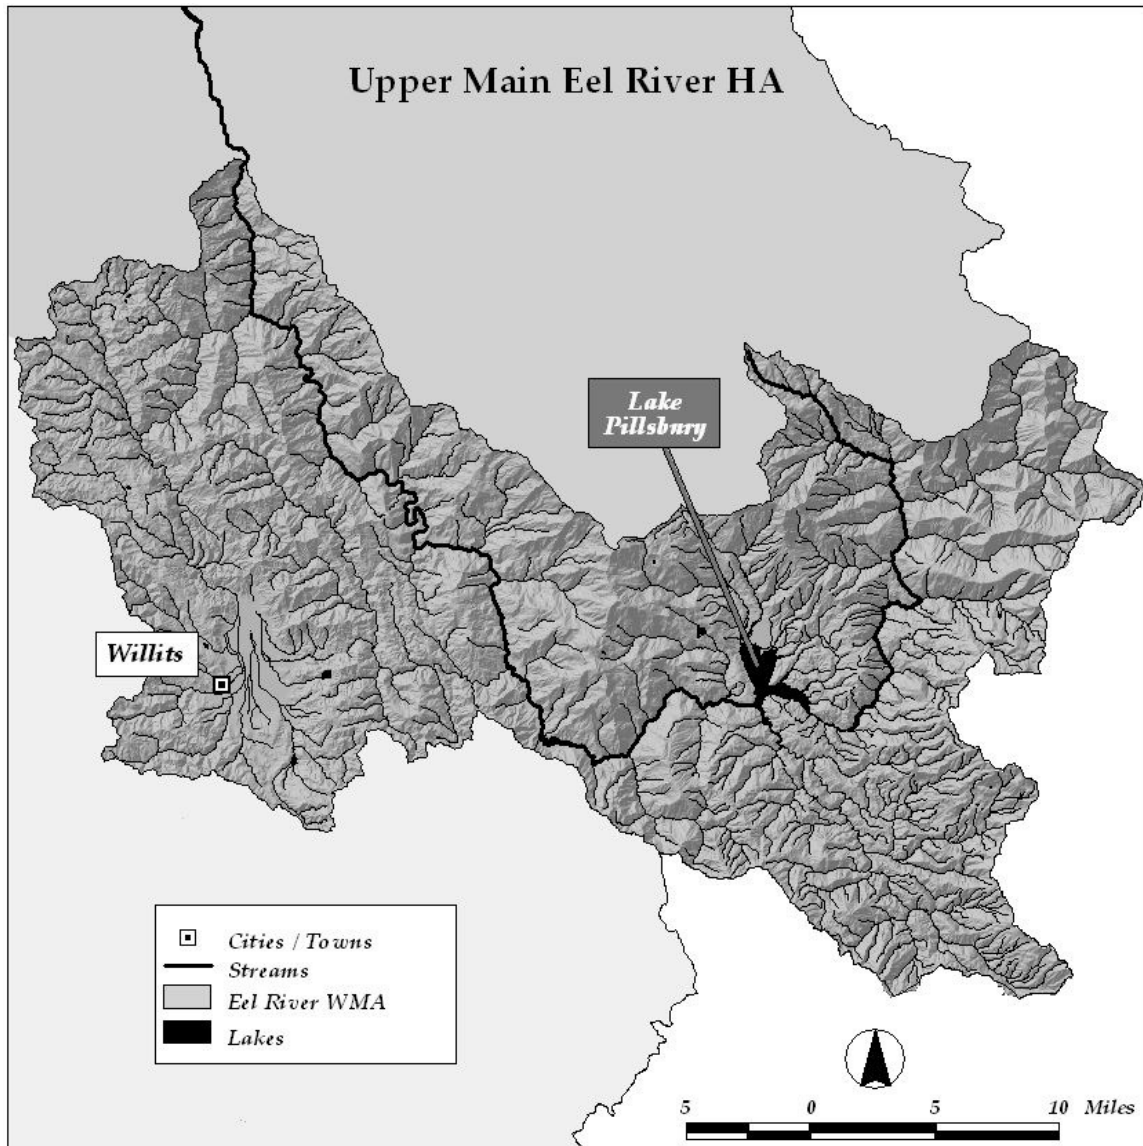 Upper Main Eel River HA
Lake
Pillsbury
Willits
Cities / Towns
Streams
Eel River WMA
Lakes
5 0 5 10 Miles